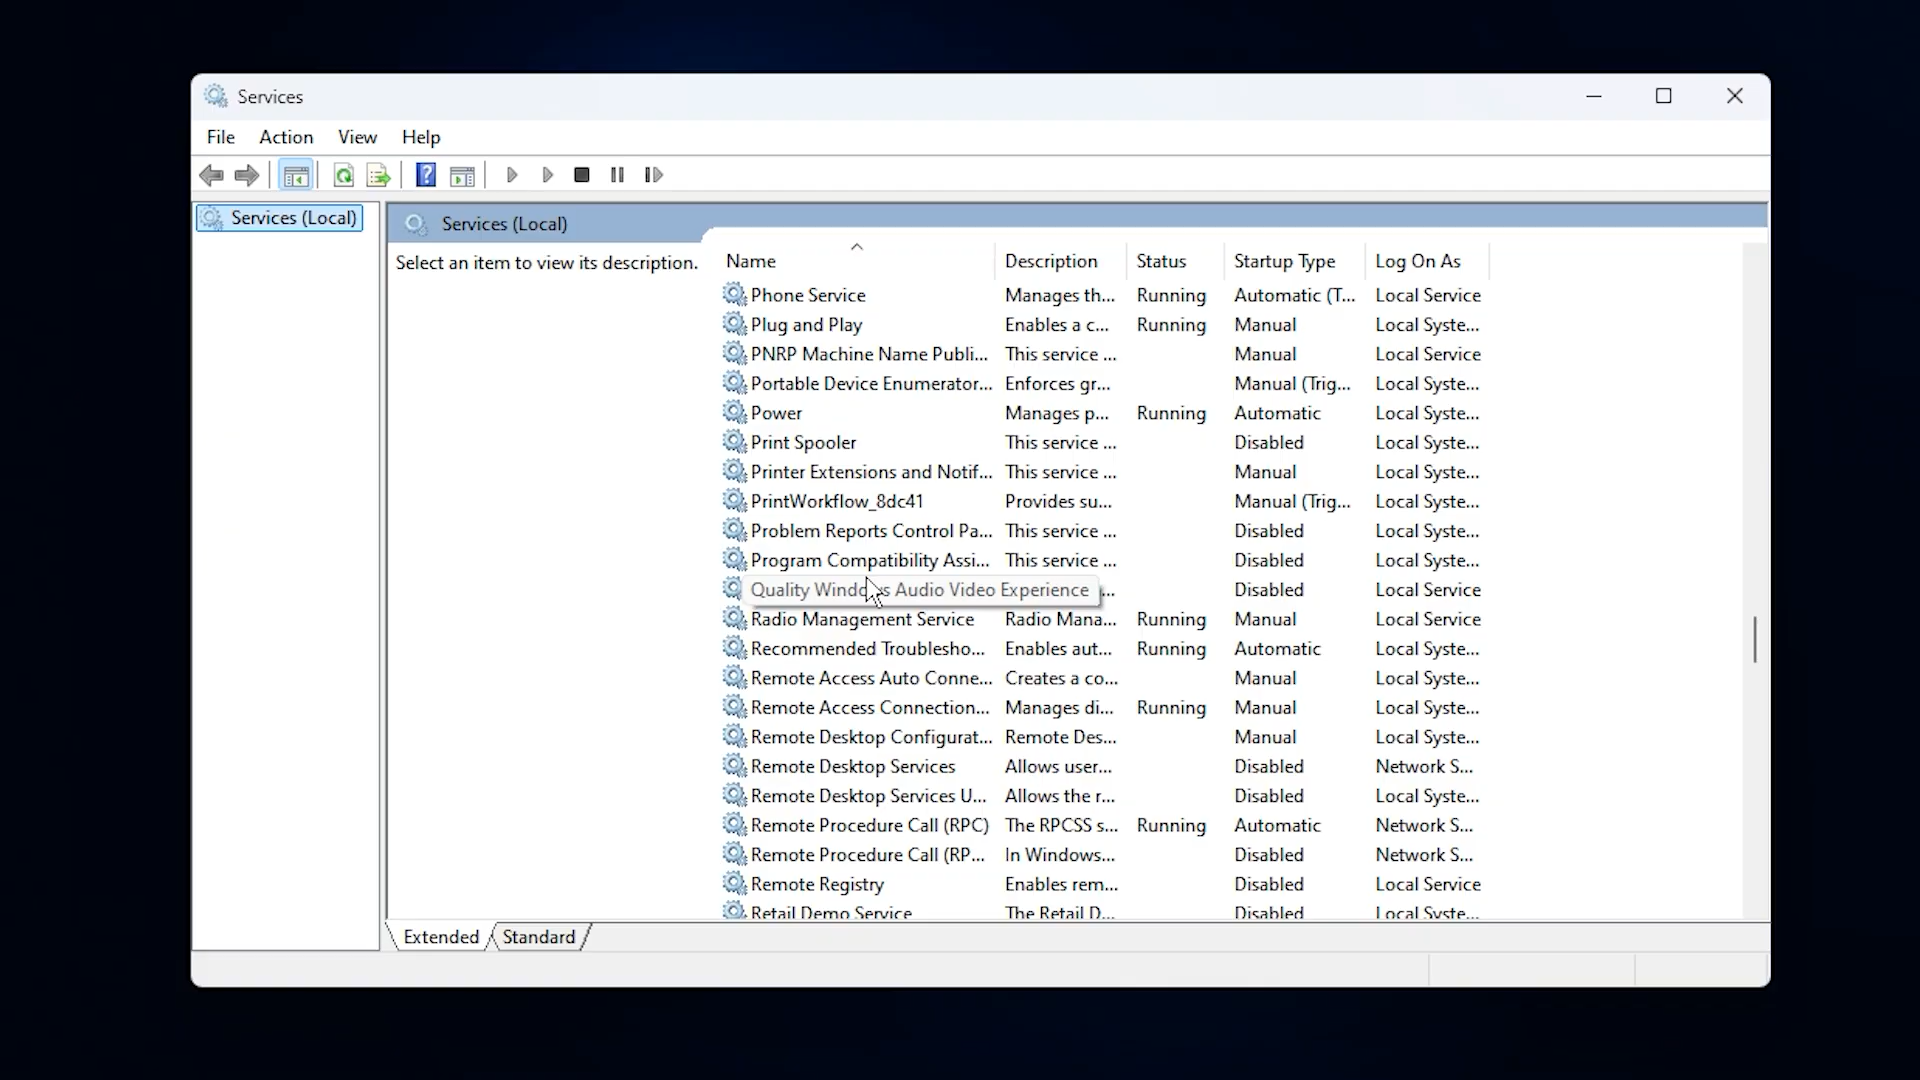 Services
File Action View Help
Services (Local)
Services (Local)
Select an item to view its description.
Name Description Status Startup Type Log On As
Phone Service Manages th... Running Automatic (T... Local Service
Plug and Play Enables a c... Running Manual Local Syste...
PNRP Machine Name Publi... This service ... Manual Local Service
Portable Device Enumerator... Enforces gr... Manual (Trig... Local Syste...
Power Manages p... Running Automatic Local Syste...
Print Spooler This service ... Disabled Local Syste...
Printer Extensions and Notif... This service ... Manual Local Syste...
PrintWorkflow_8dc41 Provides su... Manual (Trig... Local Syste...
Problem Reports Control Pa... This service ... Disabled Local Syste...
Program Compatibility Assi... This service ... Disabled Local Syste...
Quality Windows Audio Video Experience ... Disabled Local Service
Radio Management Service Radio Mana... Running Manual Local Service
Recommended Troublesho... Enables aut... Running Automatic Local Syste...
Remote Access Auto Conne... Creates a co... Manual Local Syste...
Remote Access Connection... Manages di... Running Manual Local Syste...
Remote Desktop Configurat... Remote Des... Manual Local Syste...
Remote Desktop Services Allows user... Disabled Network S...
Remote Desktop Services U... Allows the r... Disabled Local Syste...
Remote Procedure Call (RPC) The RPCSS s... Running Automatic Network S...
Remote Procedure Call (RP... In Windows... Disabled Network S...
Remote Registry Enables rem... Disabled Local Service
Retail Demo Service The Retail D... Disabled Local Syste...
Extended Standard